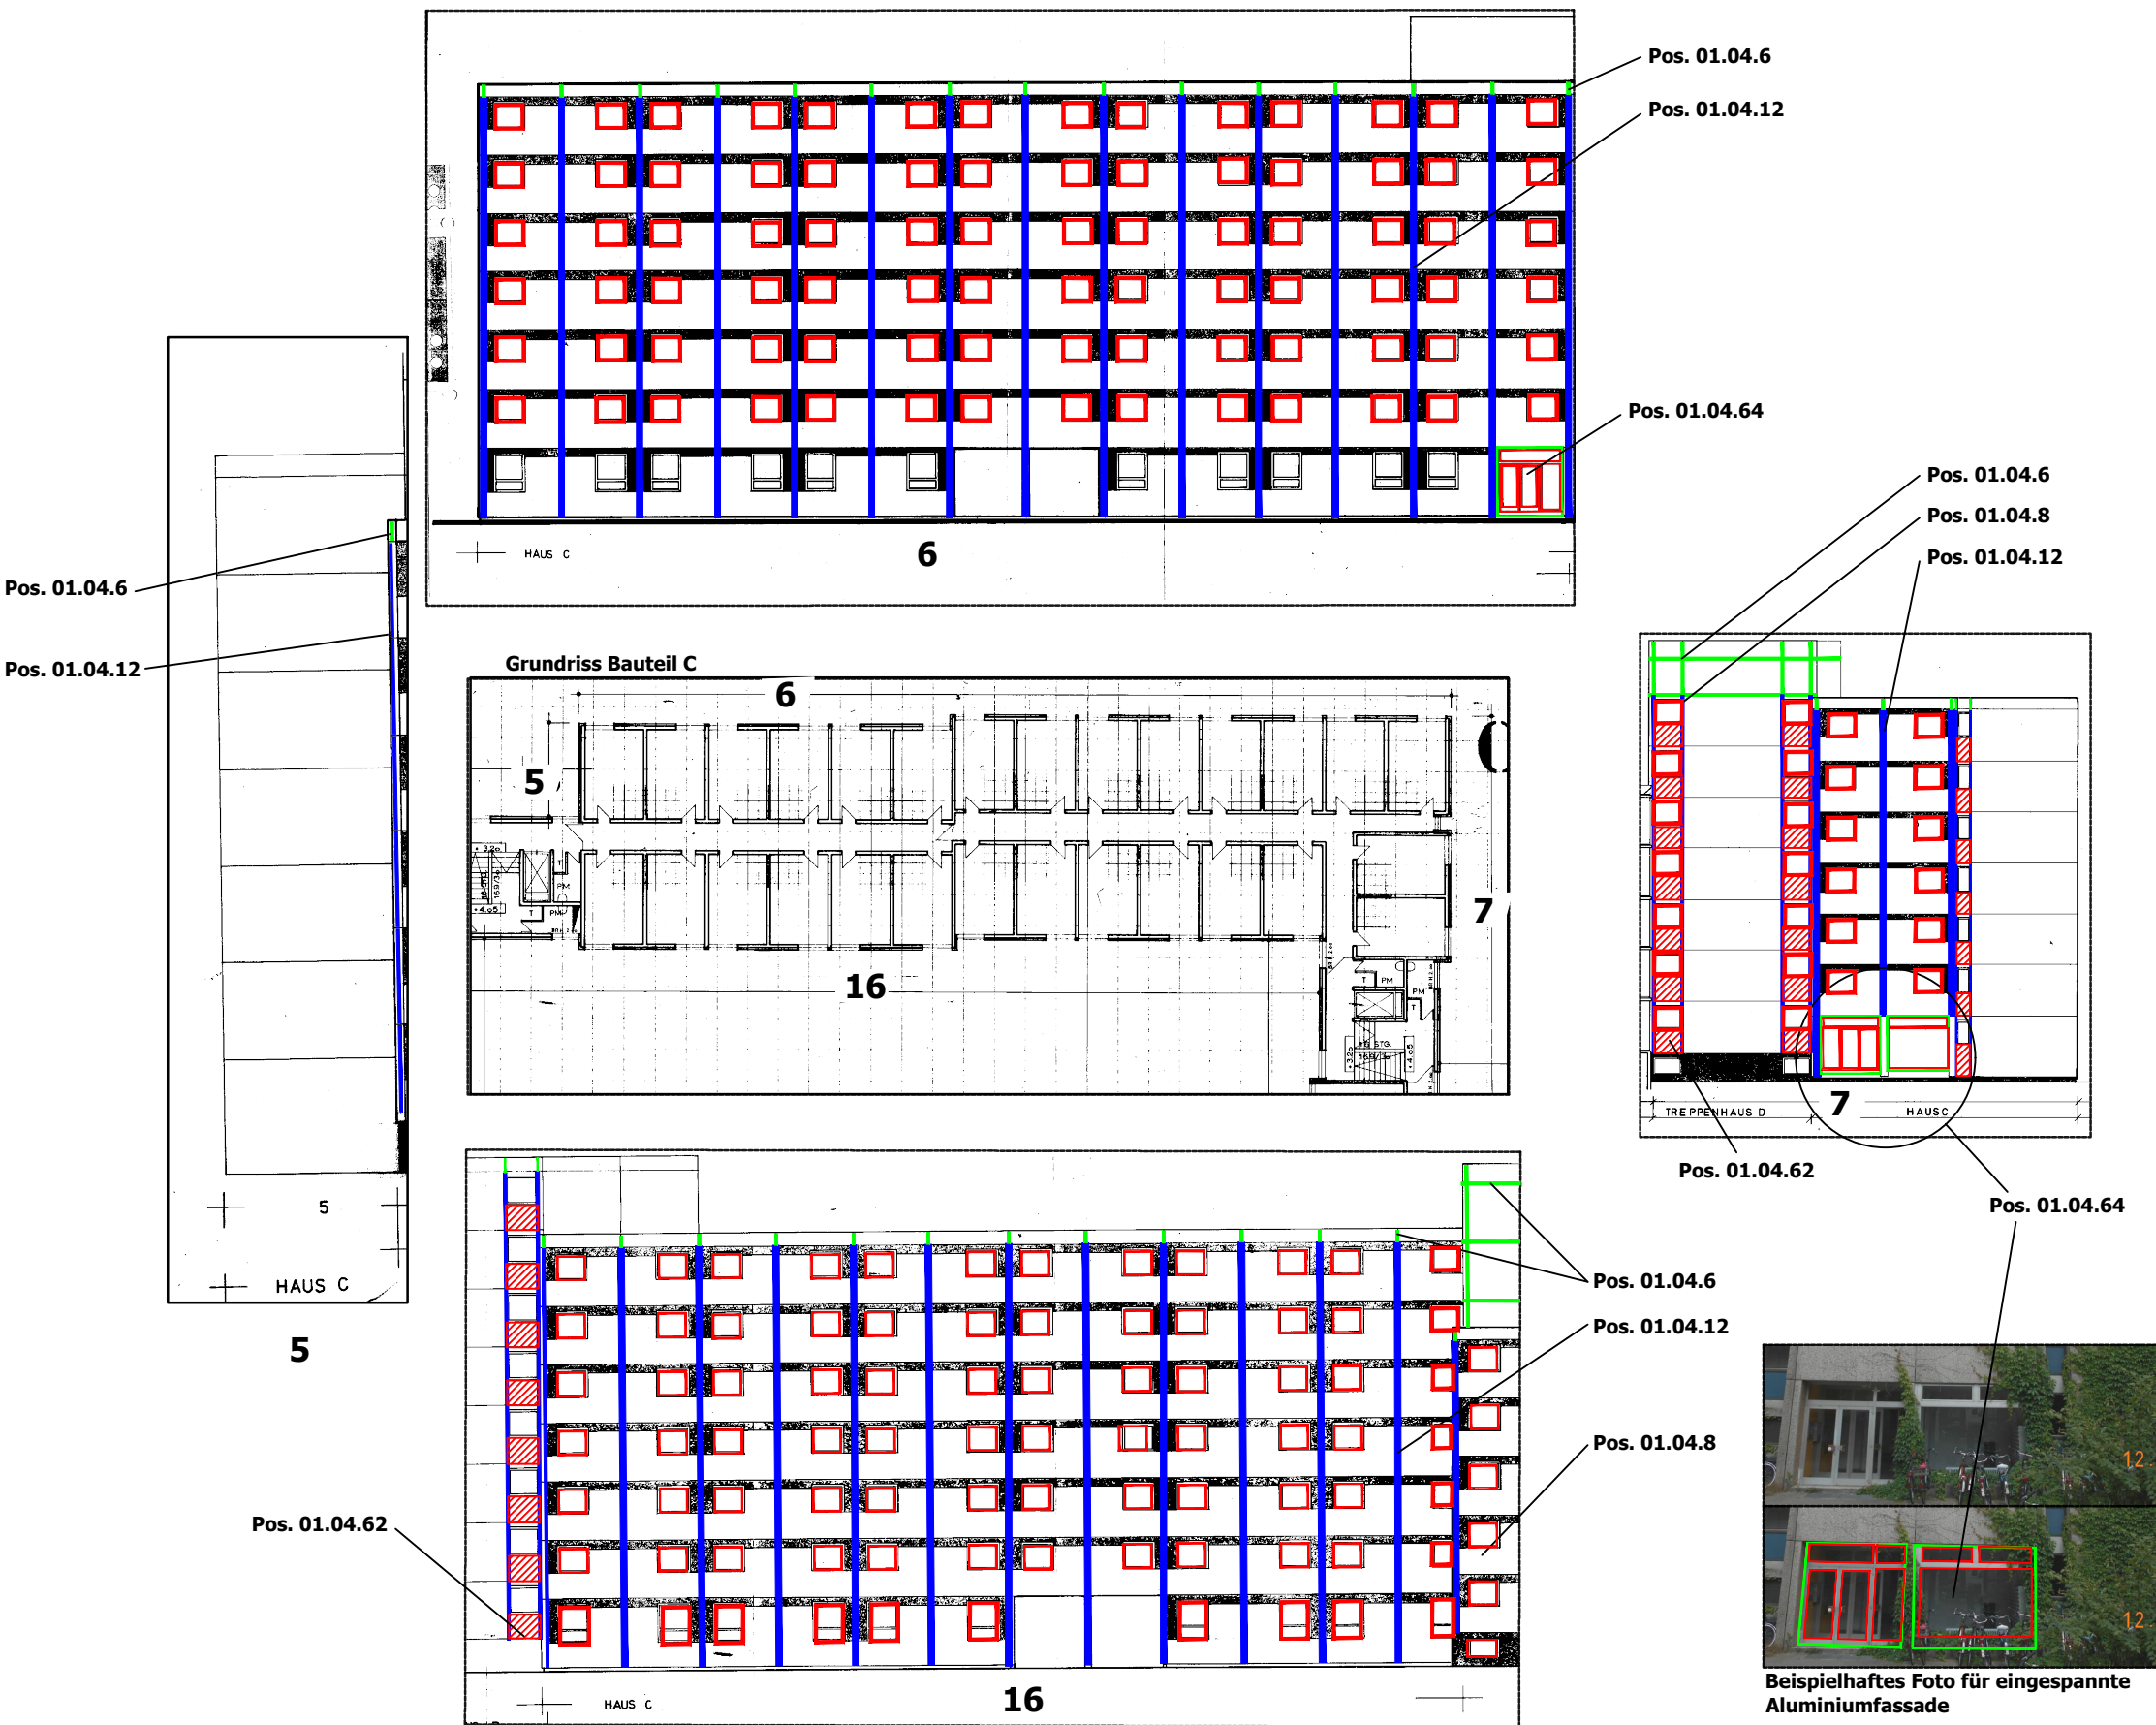 Pos. 01.04.6
Pos. 01.04.12
Pos. 01.04.64
HAUS C
6
Pos. 01.04.6
Pos. 01.04.8
Pos. 01.04.12
Pos. 01.04.6
Pos. 01.04.12
Grundriss Bauteil C
6
5
7
16
T
PM
T
PM
T
PM
PM
T
TREPPENHAUS D
7
HAUS C
Pos. 01.04.62
Pos. 01.04.64
5
HAUS C
5
Pos. 01.04.6
Pos. 01.04.12
Pos. 01.04.8
Pos. 01.04.62
HAUS C
16
12
12
Beispielhaftes Foto für eingespannte
Aluminiumfassade